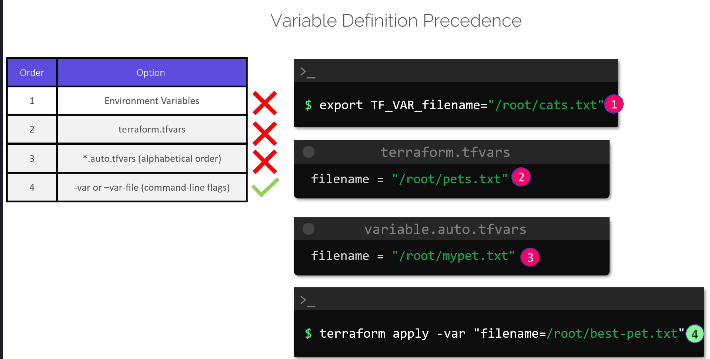 Variable Definition Precedence
Order Option
1 Environment Variables
2 terraform.tfvars
3 *.auto.tfvars (alphabetical order)
4 -var or –var-file (command-line flags)
>_
$ export TF_VAR_filename="/root/cats.txt" 1
terraform.tfvars
filename = "/root/pets.txt" 2
variable.auto.tfvars
filename = "/root/mypet.txt" 3
>_
$ terraform apply -var "filename=/root/best-pet.txt" 4